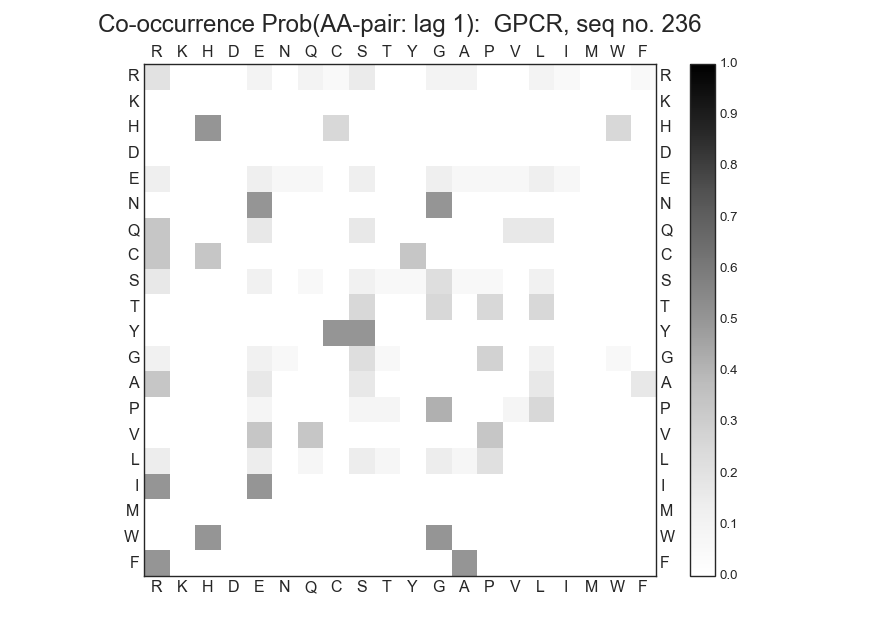 Co-occurrence Prob(AA-pair: lag 1):  GPCR, seq no. 236
R K H D E N Q C S T Y G A P V L I M W F
R R 1.0
K K
H H 0.9
D D
E E 0.8
N N
Q Q 0.7
C C
S S 0.6
T T
Y Y 0.5
G G
A A 0.4
P P
V V 0.3
L L
I I 0.2
M M
W W 0.1
F F 0.0
R K H D E N Q C S T Y G A P V L I M W F